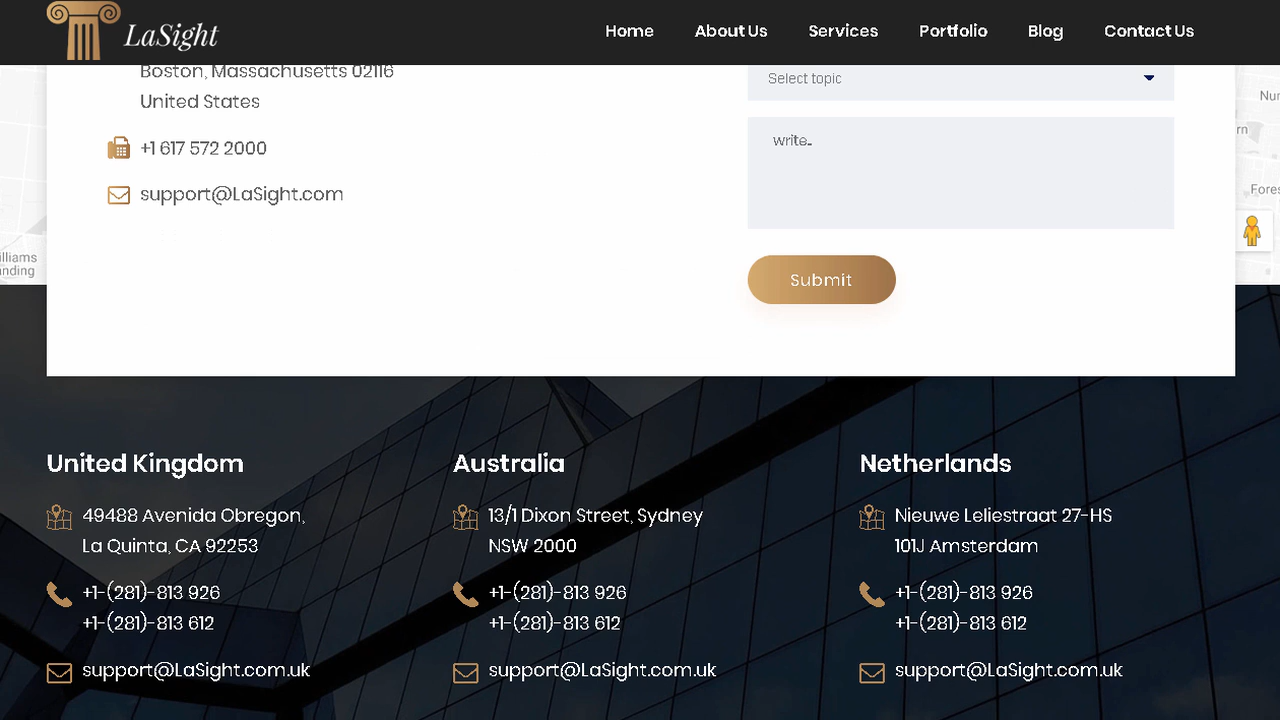 LaSight
Home
About Us
Services
Portfolio
Blog
Contact Us
Boston, Massachusetts 02116
United States
+1 617 572 2000
support@LaSight.com
Select topic
write..
Submit
United Kingdom
49488 Avenida Obregon,
La Quinta, CA 92253
+1-(281)-813 926
+1-(281)-813 612
support@LaSight.com.uk
Australia
13/1 Dixon Street, Sydney
NSW 2000
+1-(281)-813 926
+1-(281)-813 612
support@LaSight.com.uk
Netherlands
Nieuwe Leliestraat 27-HS
101J Amsterdam
+1-(281)-813 926
+1-(281)-813 612
support@LaSight.com.uk